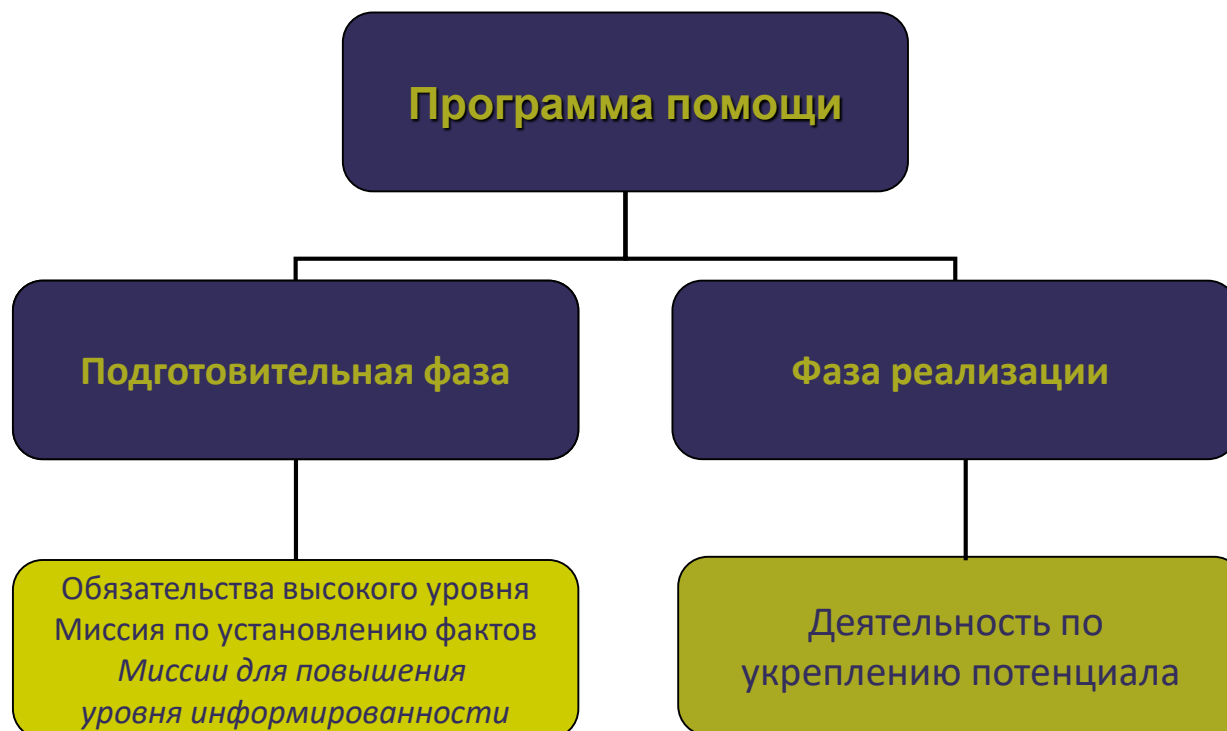 Программа помощи
Подготовительная фаза
Фаза реализации
Обязательства высокого уровня
Миссия по установлению фактов
Миссии для повышения
уровня информированности
Деятельность по
укреплению потенциала